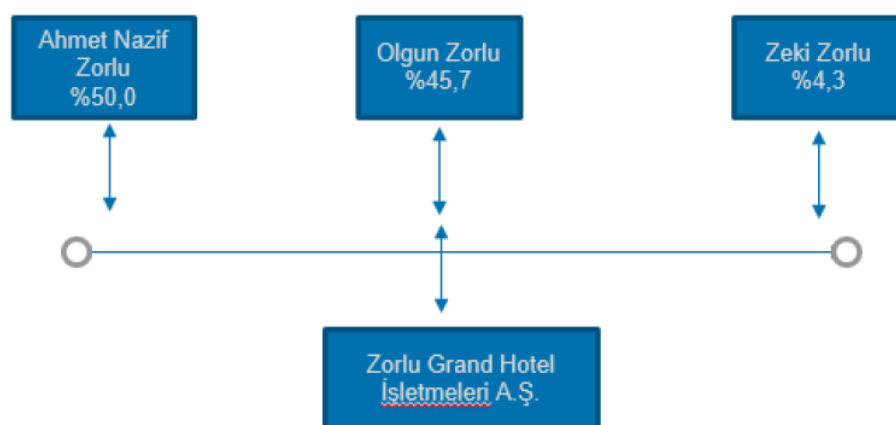 Ahmet Nazif
Zorlu
%50,0
Olgun Zorlu
%45,7
Zeki Zorlu
%4,3
Zorlu Grand Hotel
İşletmeleri A.Ş.